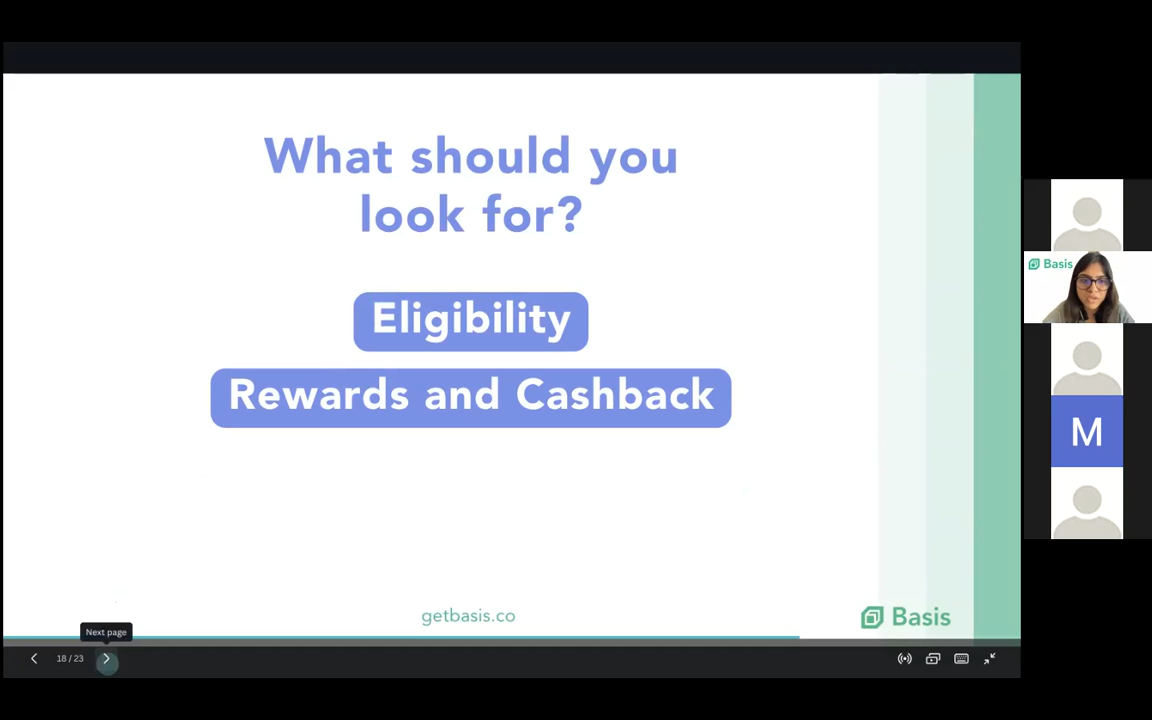 What should you
look for?
Eligibility
Rewards and Cashback
getbasis.co
Basis
Next page
18 / 23
Basis
M